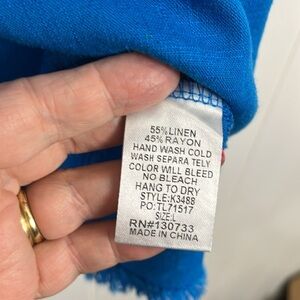 55%LINEN
45%RAYON
HAND WASH COLD
WASH SEPARA TELY
COLOR WILL BLEED
NO BLEACH
HANG TO DRY
STYLE:K3488
PO:TL71517
SIZE:L
RN#130733
MADE IN CHINA